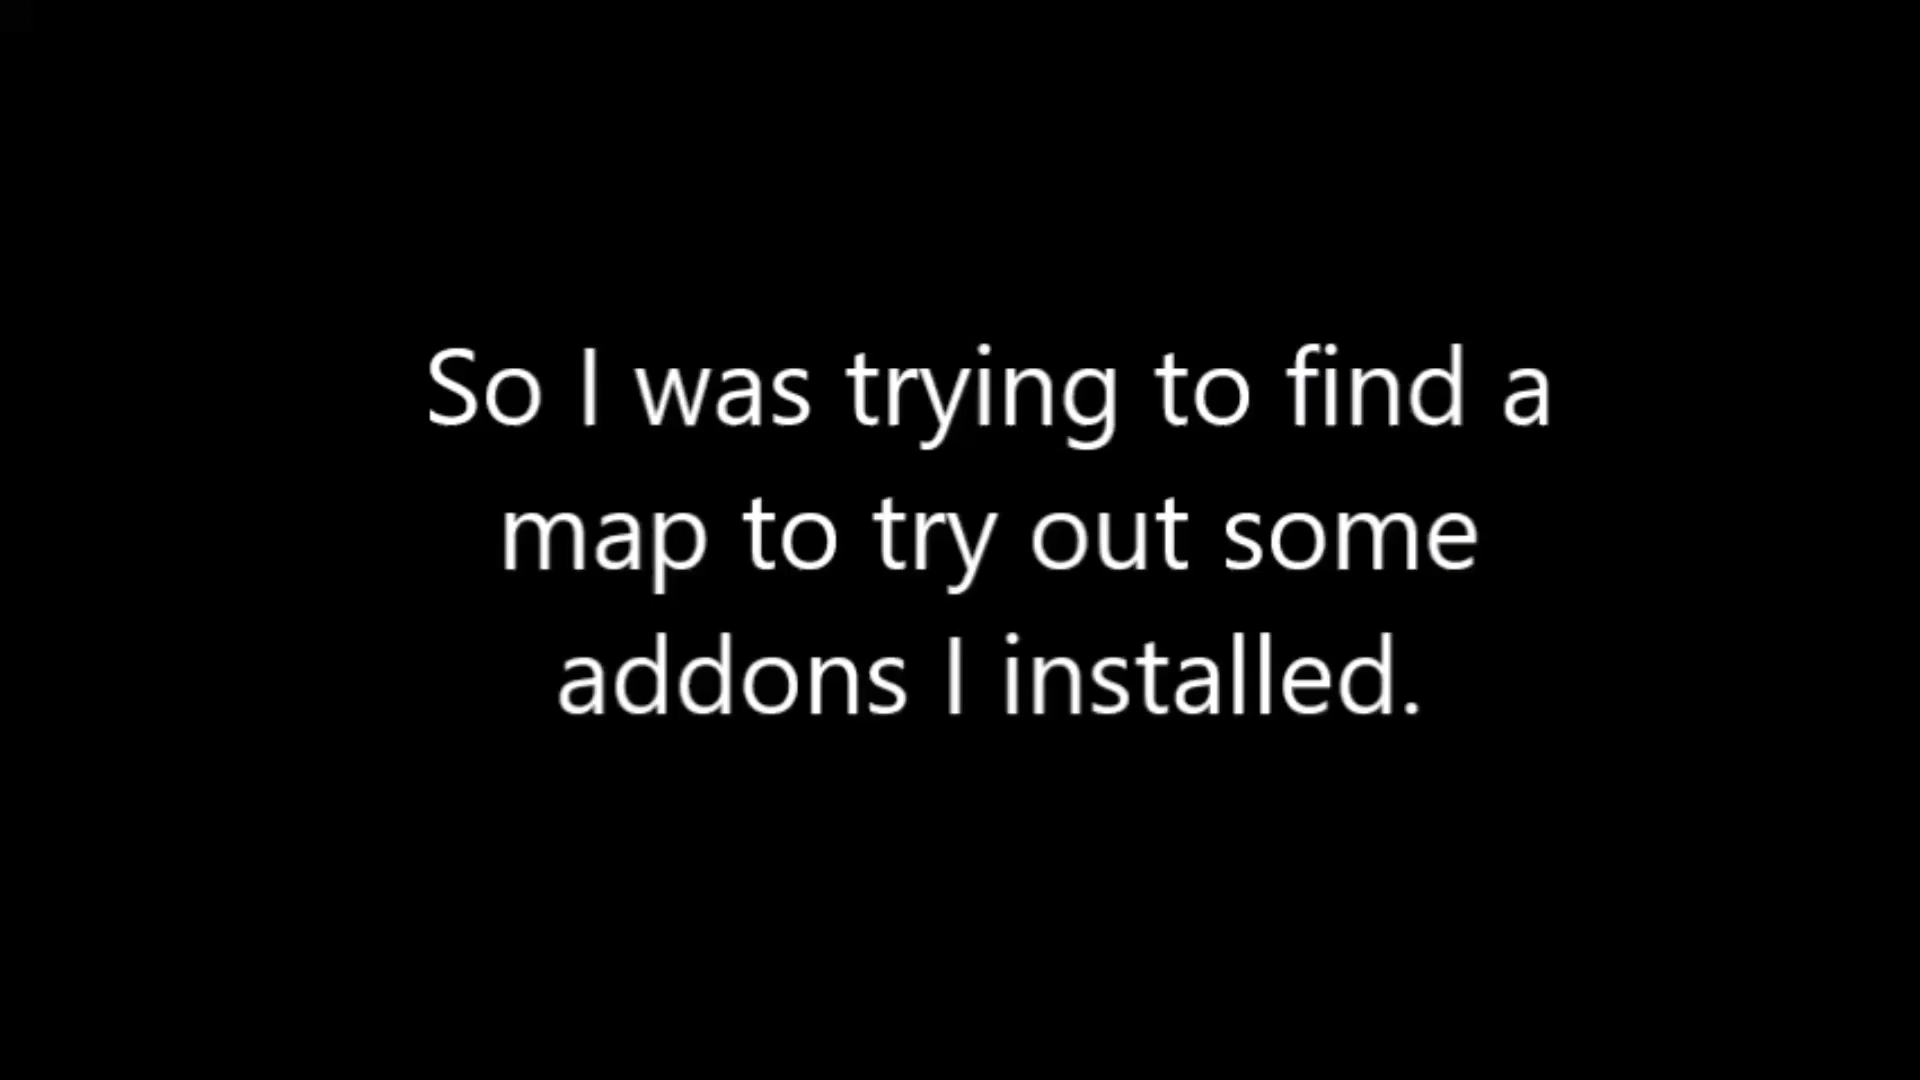 So I was trying to find a
map to try out some
addons I installed.